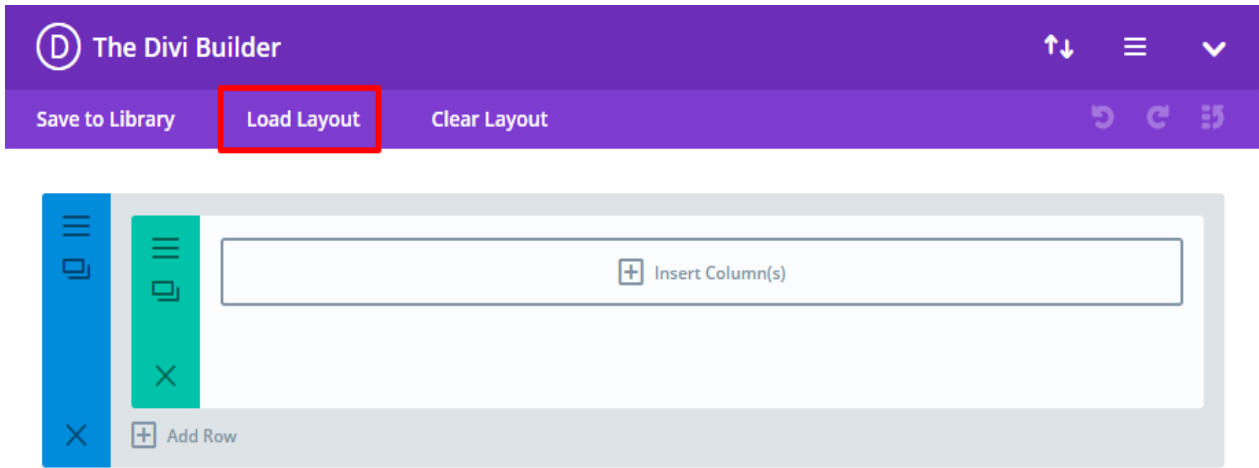 The Divi Builder
Save to Library Load Layout Clear Layout
Insert Column(s)
Add Row